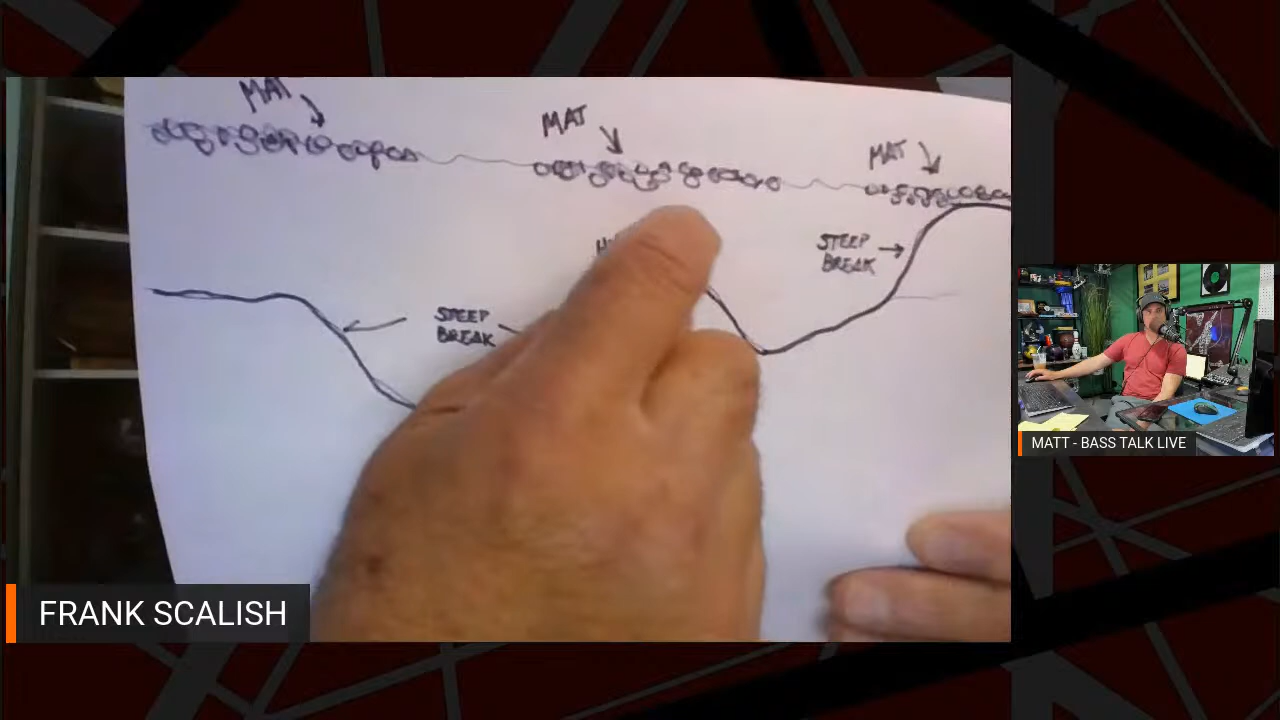 MAT
MAT
MAT
STEEP
BREAK
STEEP
BREAK
MATT - BASS TALK LIVE
FRANK SCALISH